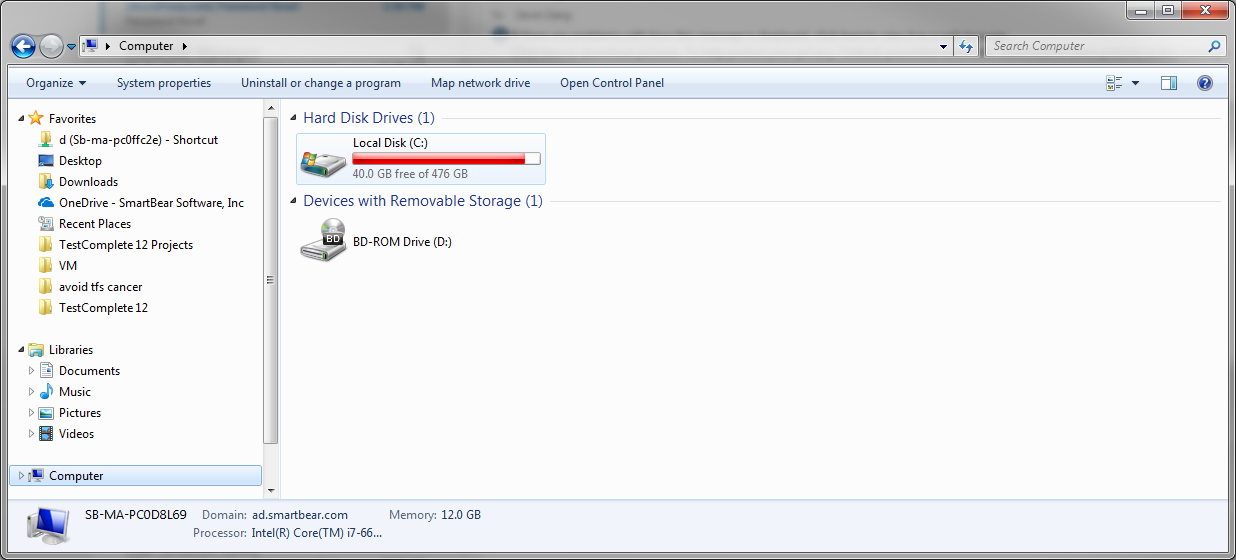 Computer
Search Computer
Organize
System properties
Uninstall or change a program
Map network drive
Open Control Panel
Favorites
d (Sb-ma-pc0ffc2e) - Shortcut
Desktop
Downloads
OneDrive - SmartBear Software, Inc
Recent Places
TestComplete 12 Projects
VM
avoid tfs cancer
TestComplete 12
Libraries
Documents
Music
Pictures
Videos
Computer
Hard Disk Drives (1)
Local Disk (C:)
40.0 GB free of 476 GB
Devices with Removable Storage (1)
BD
BD-ROM Drive (D:)
SB-MA-PC0D8L69 Domain: ad.smartbear.com Memory: 12.0 GB
Processor: Intel(R) Core(TM) i7-66...